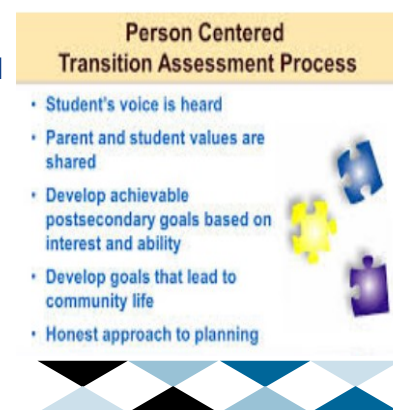 Person Centered
Transition Assessment Process
• Student's voice is heard
• Parent and student values are
shared
• Develop achievable
postsecondary goals based on
interest and ability
• Develop goals that lead to
community life
• Honest approach to planning